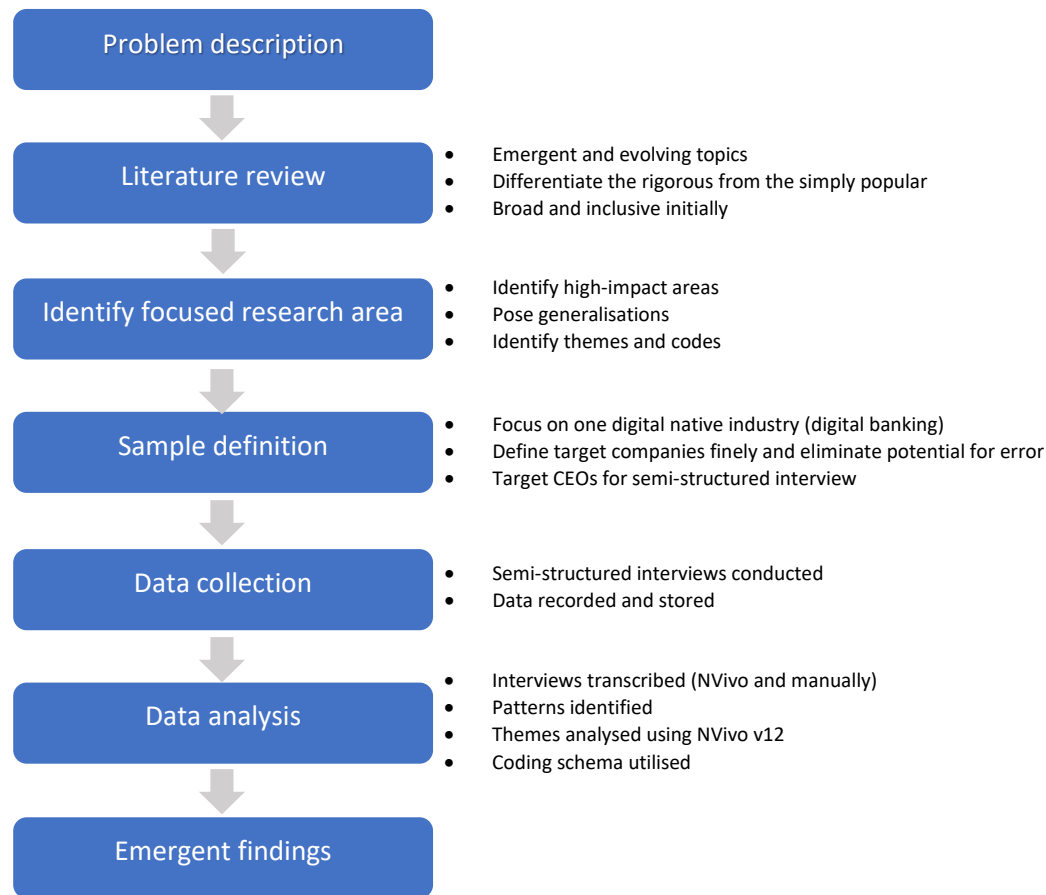 Problem description
Literature review
• Emergent and evolving topics
• Differentiate the rigorous from the simply popular
• Broad and inclusive initially
Identify focused research area
• Identify high-impact areas
• Pose generalisations
• Identify themes and codes
Sample definition
• Focus on one digital native industry (digital banking)
• Define target companies finely and eliminate potential for error
• Target CEOs for semi-structured interview
Data collection
• Semi-structured interviews conducted
• Data recorded and stored
Data analysis
• Interviews transcribed (NVivo and manually)
• Patterns identified
• Themes analysed using NVivo v12
• Coding schema utilised
Emergent findings